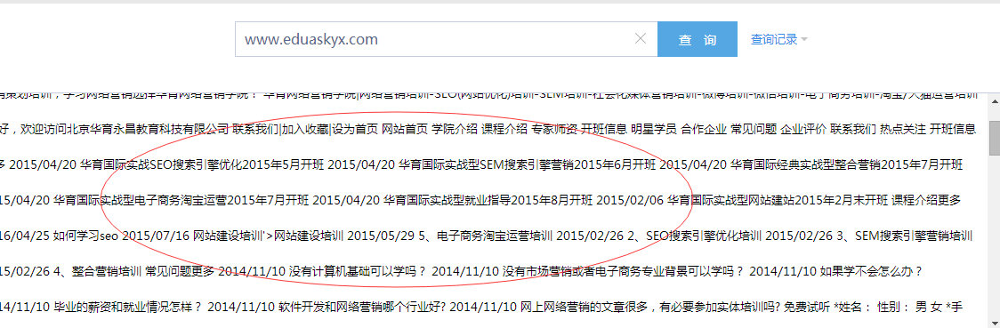 www.eduaskyx.com
查 询
查询记录
销策划培训，学习网络营销选择华育网络营销学院！ 华育网络营销学院|网络营销培训-SEO(网站优化)培训-SEM培训-社会化媒体营销培训-微博培训-微信培训-电子商务培训-淘宝/天猫运营培训
好，欢迎访问北京华育永昌教育科技有限公司 联系我们|加入收藏|设为首页 网站首页 学院介绍 课程介绍 专家师资 开班信息 明星学员 合作企业 常见问题 企业评价 联系我们 热点关注 开班信息
多 2015/04/20 华育国际实战SEO搜索引擎优化2015年5月开班 2015/04/20 华育国际实战型SEM搜索引擎营销2015年6月开班 2015/04/20 华育国际经典实战型整合营销2015年7月开班
15/04/20 华育国际实战型电子商务淘宝运营2015年7月开班 2015/04/20 华育国际实战型就业指导2015年8月开班 2015/02/06 华育国际实战型网站建站2015年2月末开班 课程介绍更多
16/04/25 如何学习seo 2015/07/16 网站建设培训'>网站建设培训 2015/05/29 5、电子商务淘宝运营培训 2015/02/26 2、SEO搜索引擎优化培训 2015/02/26 3、SEM搜索引擎营销培训
15/02/26 4、整合营销培训 常见问题更多 2014/11/10 没有计算机基础可以学吗？ 2014/11/10 没有市场营销或者电子商务专业背景可以学吗？ 2014/11/10 如果学不会怎么办？
14/11/10 毕业的薪资和就业情况怎样？ 2014/11/10 软件开发和网络营销哪个行业好? 2014/11/10 网上网络营销的文章很多，有必要参加实体培训吗? 免费试听 *姓名： 性别： 男 女 *手